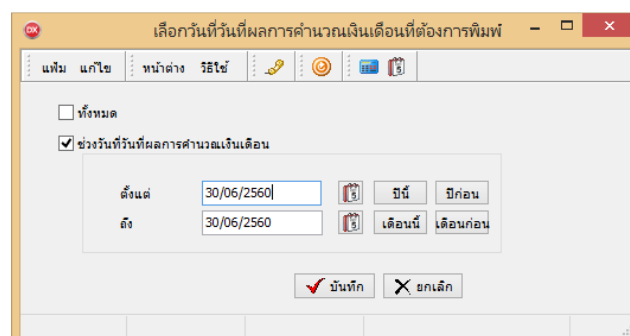 เลือกวันที่วันที่ผลการคำนวณเงินเดือนที่ต้องการพิมพ์
แฟ้ม แก้ไข หน้าต่าง วิธีใช้
ทั้งหมด
ช่วงวันที่วันที่ผลการคำนวณเงินเดือน
ตั้งแต่ 30/06/2560 ปีนี้ ปีก่อน
ถึง 30/06/2560 เดือนนี้ เดือนก่อน
บันทึก ยกเลิก